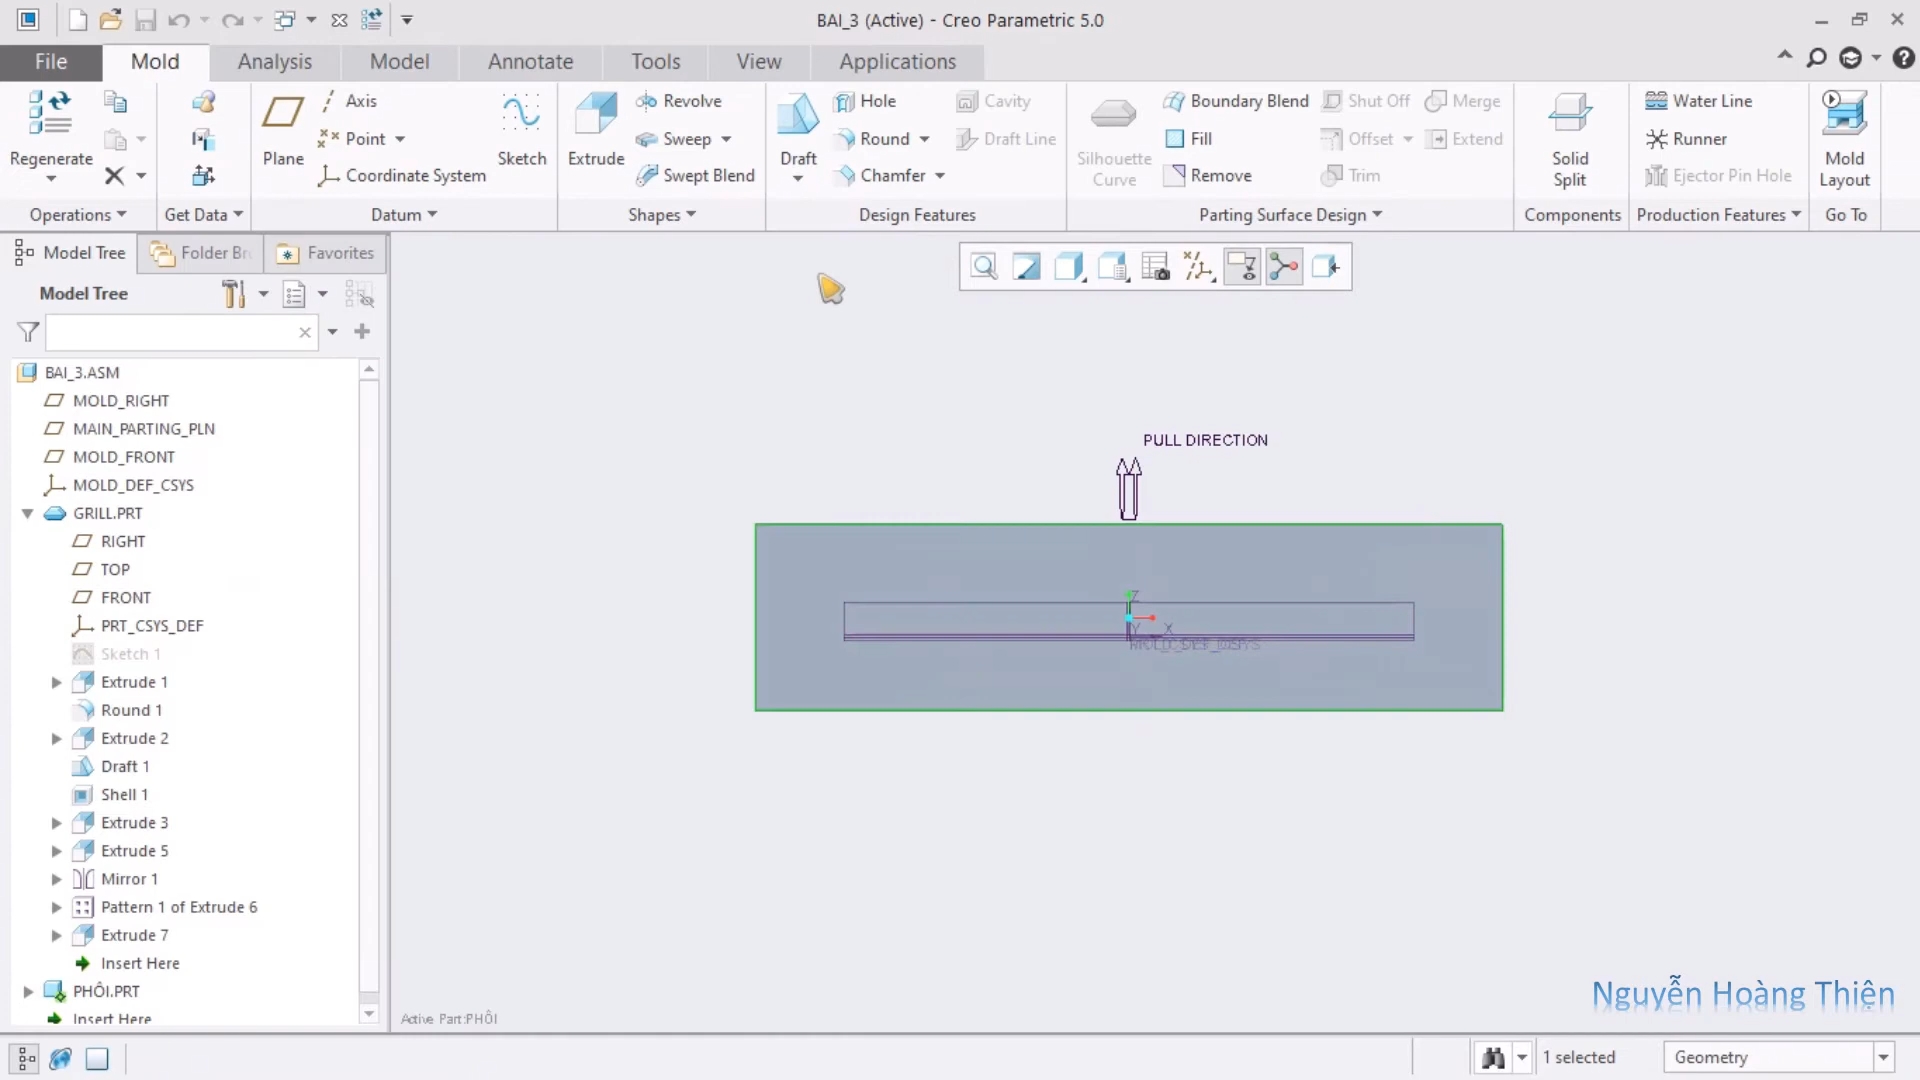 BAI_3 (Active) - Creo Parametric 5.0
File Mold Analysis Model Annotate Tools View Applications
Regenerate
Operations
Get Data
Plane
Axis
Point
Coordinate System
Sketch
Datum
Extrude
Revolve
Sweep
Swept Blend
Shapes
Draft
Hole
Round
Chamfer
Cavity
Draft Line
Design Features
Silhouette
Curve
Boundary Blend
Fill
Remove
Shut Off
Offset
Trim
Merge
Extend
Parting Surface Design
Solid
Split
Components
Water Line
Runner
Ejector Pin Hole
Production Features
Mold
Layout
Go To
Model Tree
Folder Br
Favorites
Model Tree
BAI_3.ASM
MOLD_RIGHT
MAIN_PARTING_PLN
MOLD_FRONT
MOLD_DEF_CSYS
GRILL.PRT
RIGHT
TOP
FRONT
PRT_CSYS_DEF
Sketch 1
Extrude 1
Round 1
Extrude 2
Draft 1
Shell 1
Extrude 3
Extrude 5
Mirror 1
Pattern 1 of Extrude 6
Extrude 7
Insert Here
PHÔI.PRT
Insert Here
PULL DIRECTION
Z
Y X
Nguyễn Hoàng Thiện
Active Part:PHÔI
1 selected
Geometry